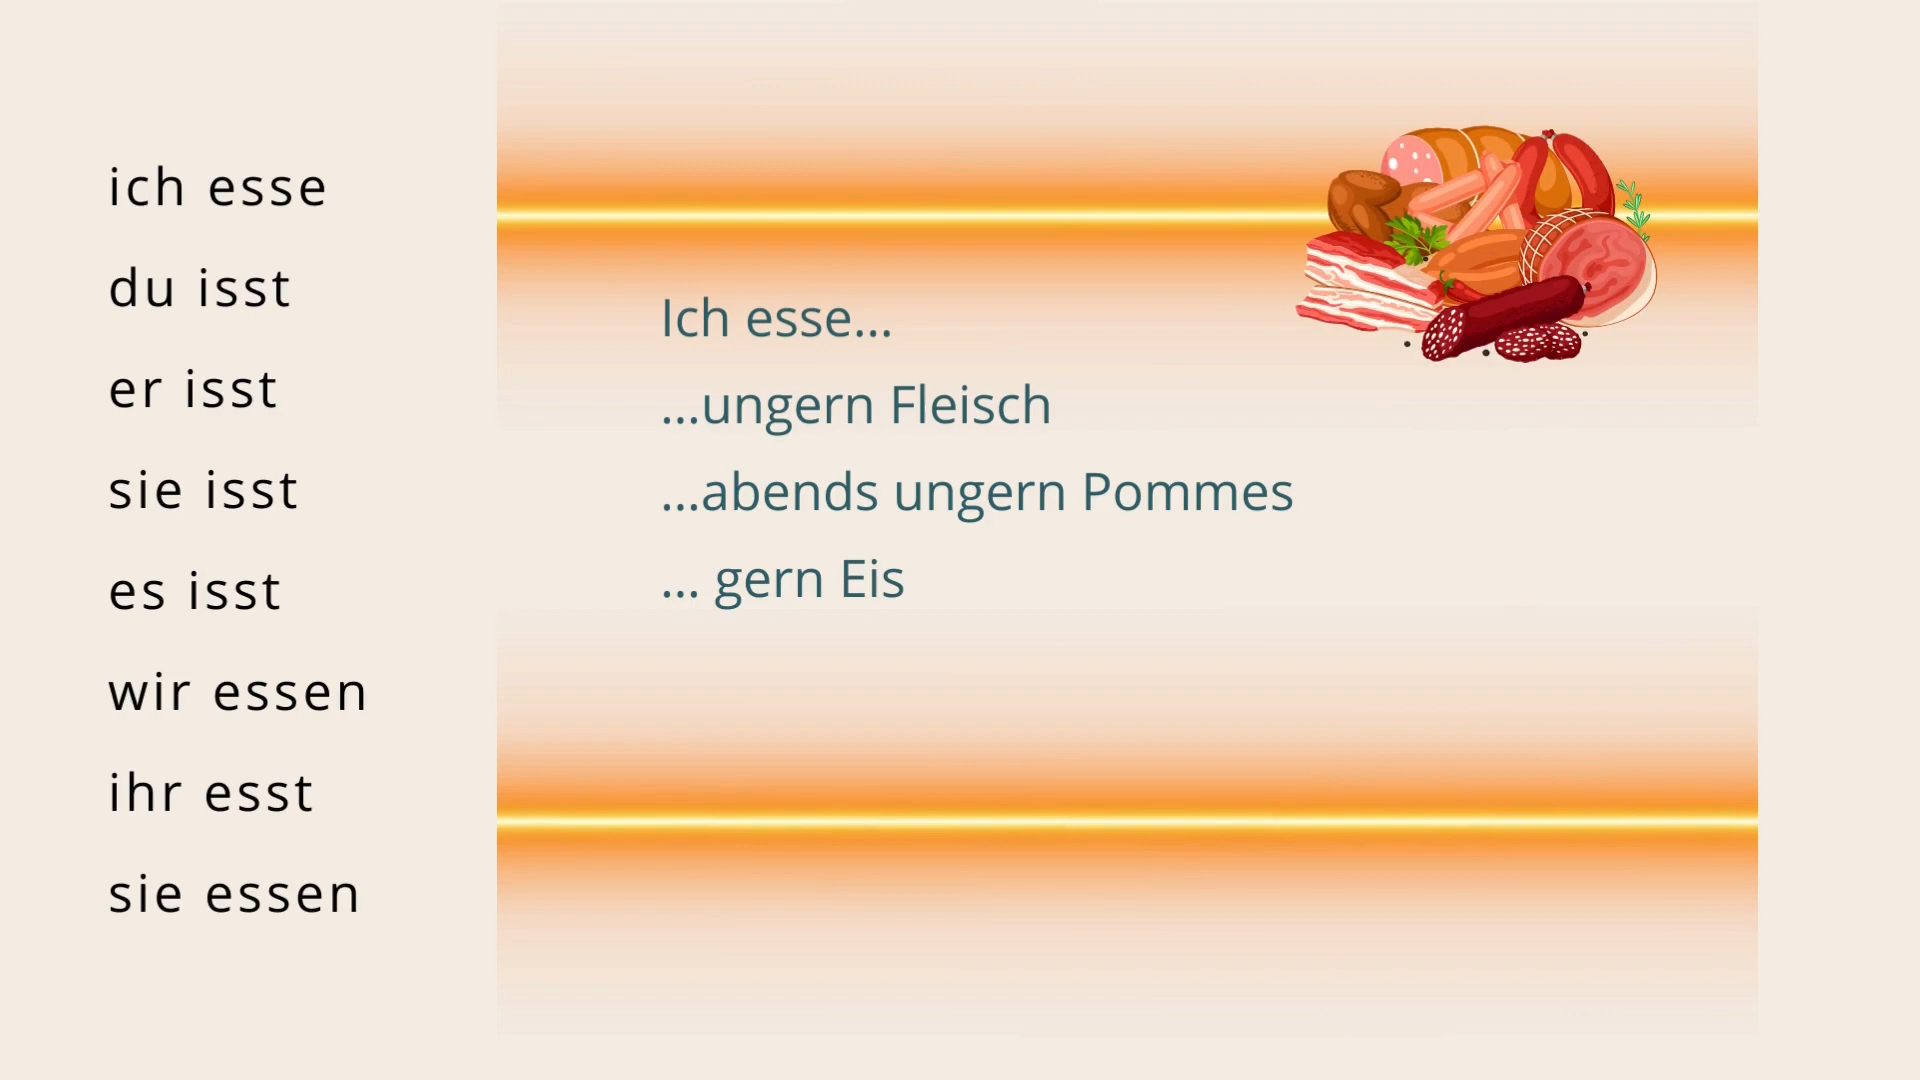 ich esse
du isst
er isst
sie isst
es isst
wir essen
ihr esst
sie essen
Ich esse...
...ungern Fleisch
...abends ungern Pommes
... gern Eis